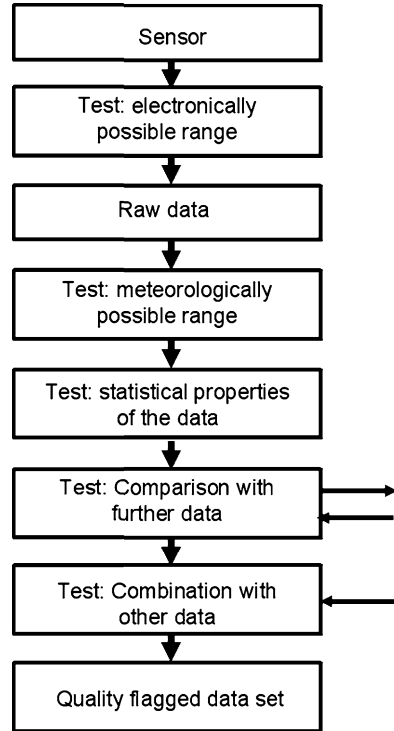 Sensor
Test: electronically
possible range
Raw data
Test: meteorologically
possible range
Test: statistical properties
of the data
Test: Comparison with
further data
Test: Combination with
other data
Quality flagged data set